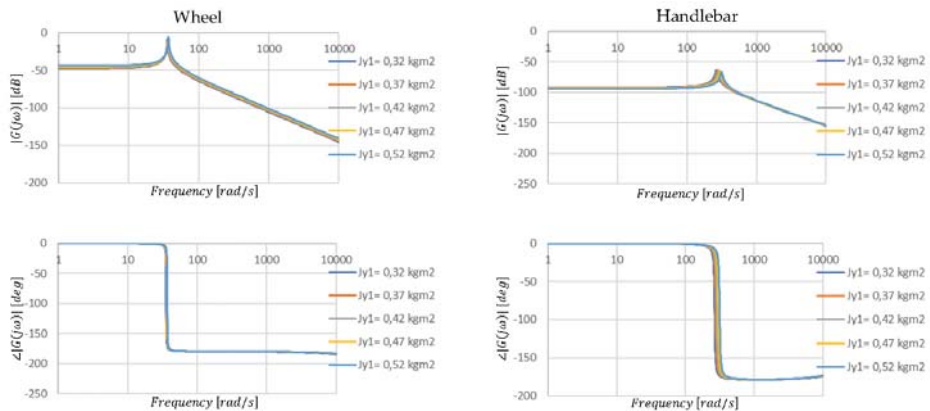 Wheel
0
1 10 100 1000 10000
-50
-100
-150
-200
|G(jω)| [dB]
Frequency [rad/s]
Jy1= 0,32 kgm2
Jy1= 0,37 kgm2
Jy1= 0,42 kgm2
Jy1= 0,47 kgm2
Jy1= 0,52 kgm2
Handlebar
0
1 10 100 1000 10000
-50
-100
-150
-200
-250
|G(jω)| [dB]
Frequency [rad/s]
Jy1= 0,32 kgm2
Jy1= 0,37 kgm2
Jy1= 0,42 kgm2
Jy1= 0,47 kgm2
Jy1= 0,52 kgm2
0
1 10 100 1000 10000
-50
-100
-150
-200
-250
∠|G(jω)| [deg]
Frequency [rad/s]
Jy1= 0,32 kgm2
Jy1= 0,37 kgm2
Jy1= 0,42 kgm2
Jy1= 0,47 kgm2
Jy1= 0,52 kgm2
0
1 10 100 1000 10000
-50
-100
-150
-200
∠|G(jω)| [deg]
Frequency [rad/s]
Jy1= 0,32 kgm2
Jy1= 0,37 kgm2
Jy1= 0,42 kgm2
Jy1= 0,47 kgm2
Jy1= 0,52 kgm2